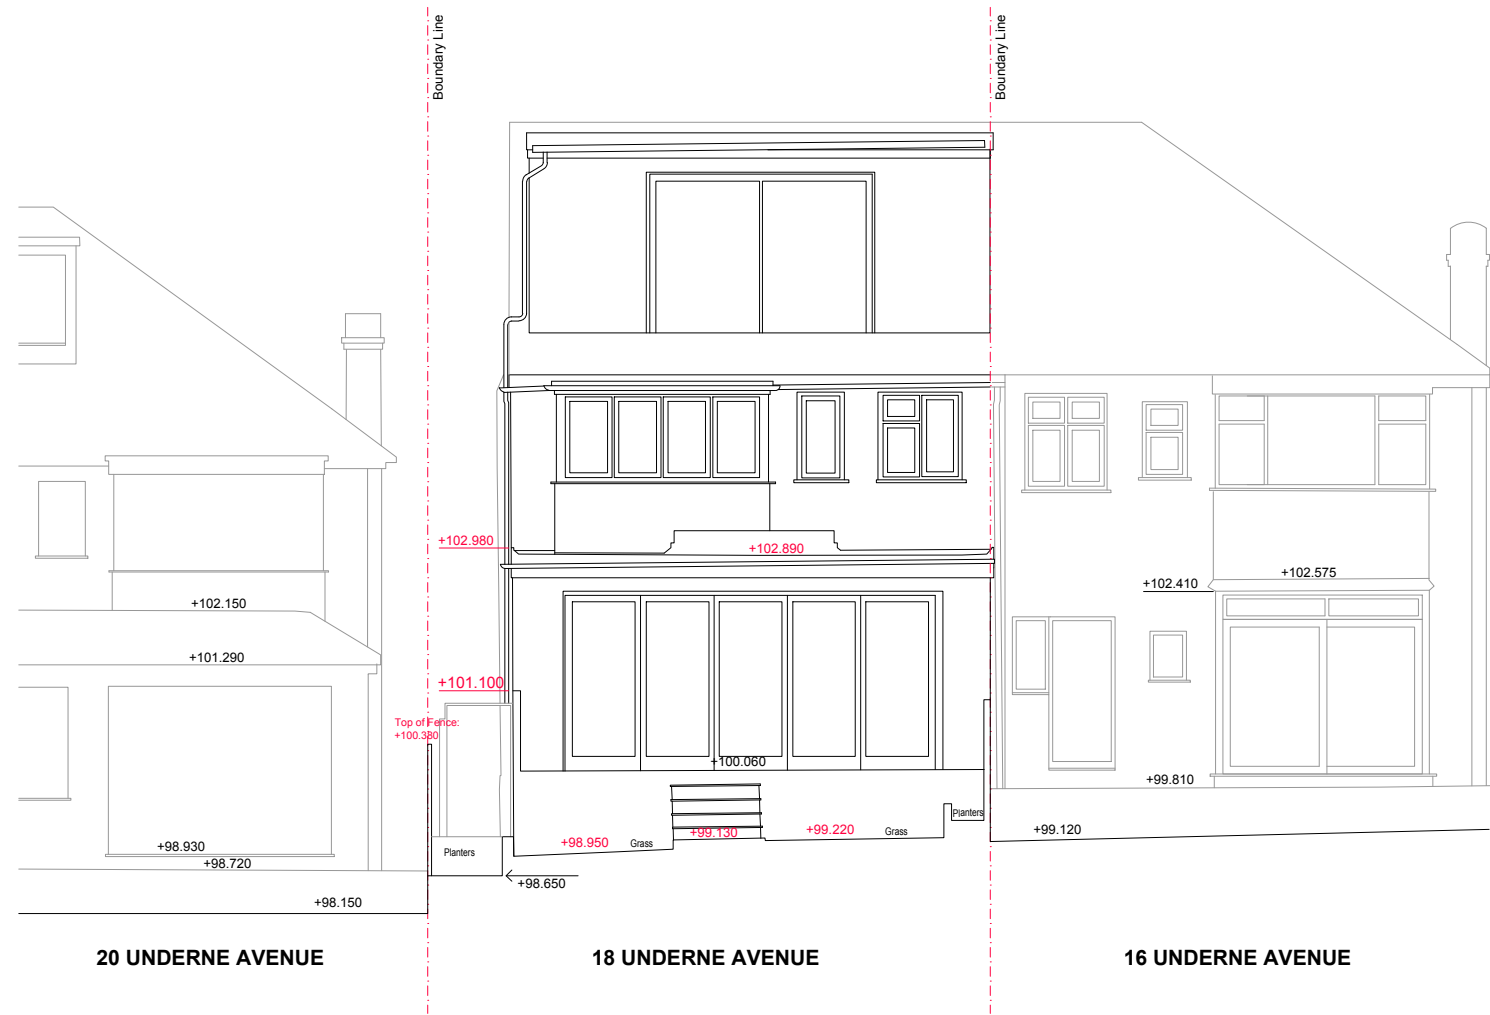 Boundary Line
Boundary Line
+102.980
+102.890
+102.575
+102.410
+102.150
+101.290
+101.100
Top of Fence:
+100.330
+100.060
+99.810
Planters
+99.130
+99.220
Grass
+99.120
+98.950
Grass
+98.930
Planters
+98.720
+98.650
+98.150
20 UNDERNE AVENUE
18 UNDERNE AVENUE
16 UNDERNE AVENUE